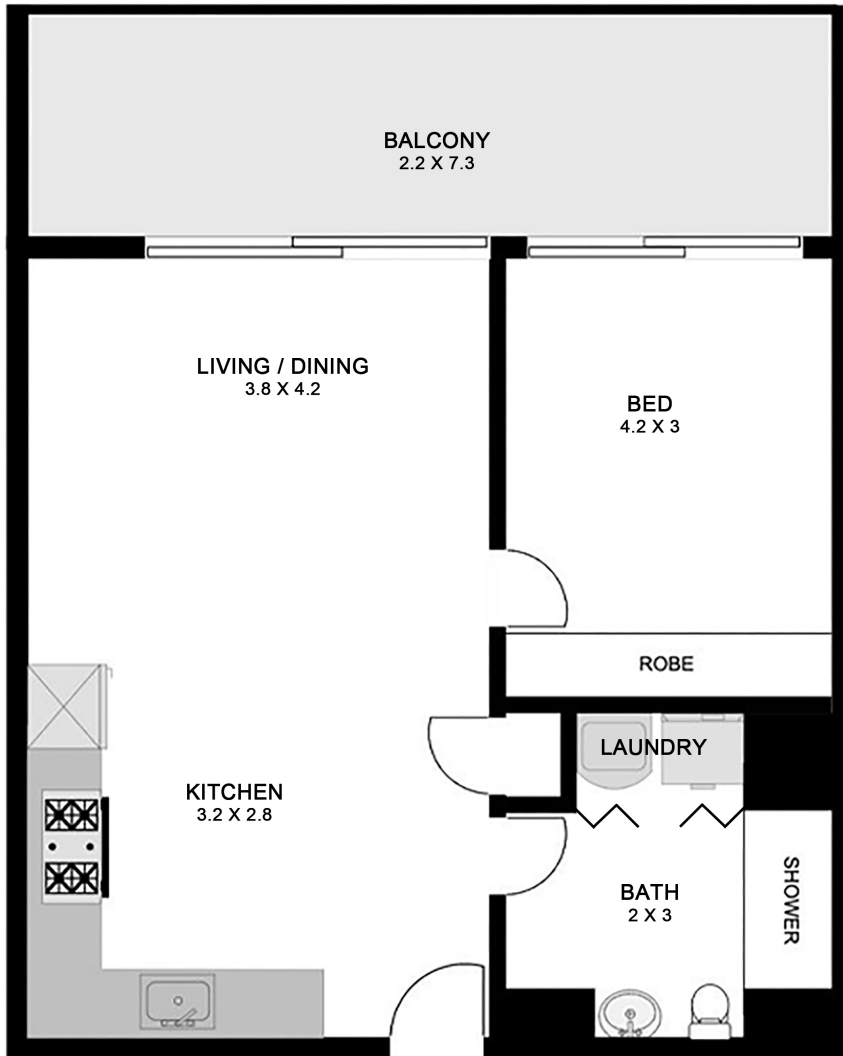 BALCONY
2.2 X 7.3
LIVING / DINING
3.8 X 4.2
BED
4.2 X 3
ROBE
LAUNDRY
KITCHEN
3.2 X 2.8
BATH
2 X 3
SHOWER